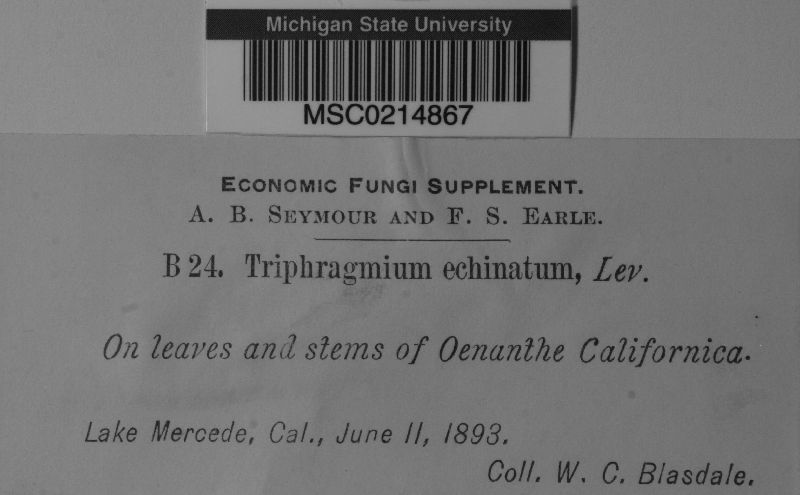 Michigan State University
MSC0214867
ECONOMIC FUNGI SUPPLEMENT.
A. B. SEYMOUR AND F. S. EARLE.
B 24. Triphragmium echinatum, Lev.
On leaves and stems of Oenanthe Californica.
Lake Mercede, Cal., June 11, 1893.
Coll. W. C. Blasdale.